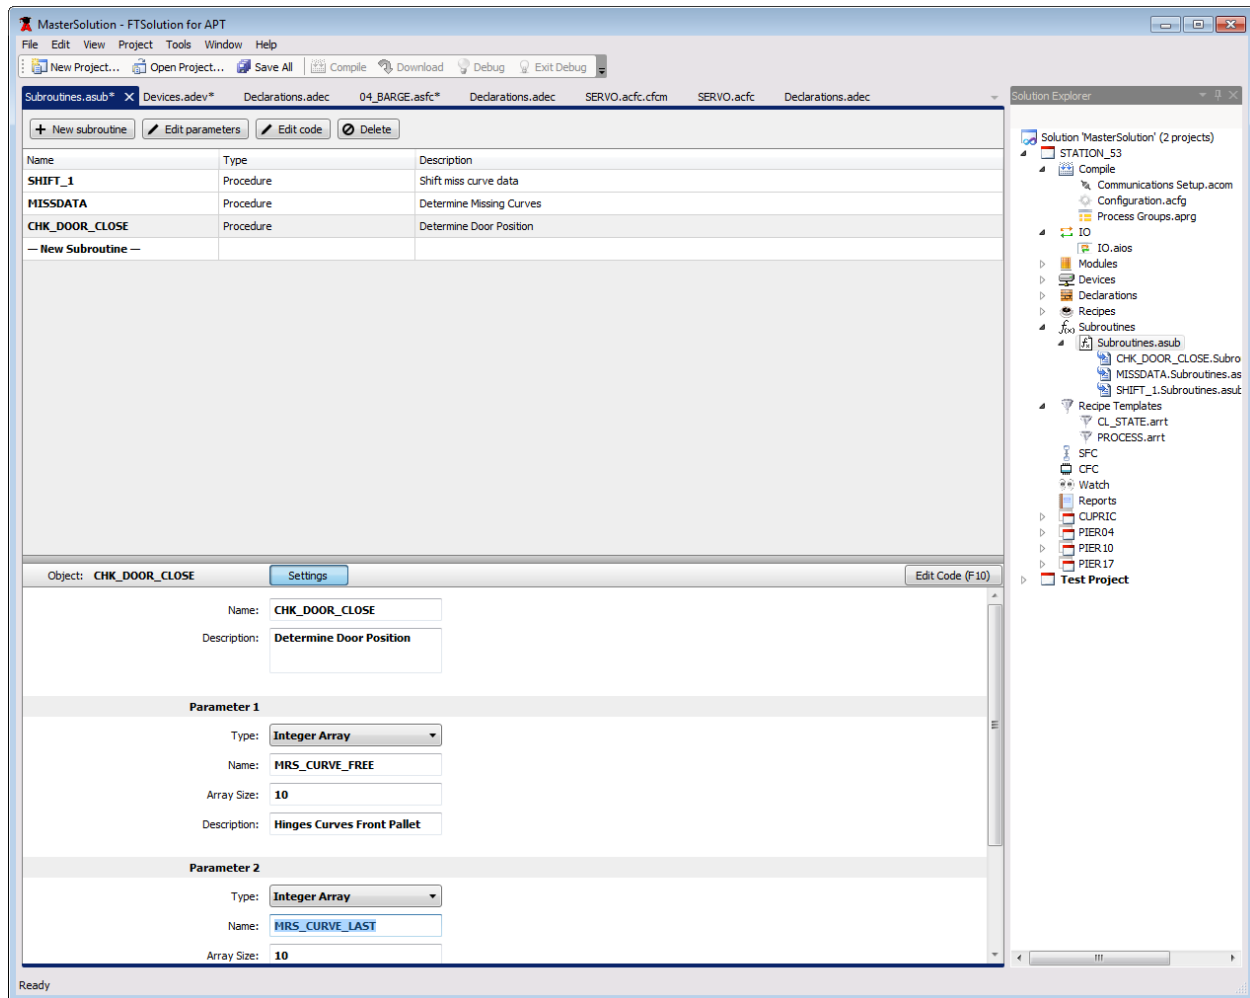 MasterSolution - FTSolution for APT
File Edit View Project Tools Window Help
New Project... Open Project... Save All Compile Download Debug Exit Debug
Subroutines.asub* Devices.adev* Declarations.adec 04_BARGE.asfc* Declarations.adec SERVO.acfc.cfcm SERVO.acfc Declarations.adec
Solution Explorer
+ New subroutine Edit parameters Edit code Delete
Name Type Description
SHIFT_1 Procedure Shift miss curve data
MISSDATA Procedure Determine Missing Curves
CHK_DOOR_CLOSE Procedure Determine Door Position
— New Subroutine —
Object: CHK_DOOR_CLOSE Settings Edit Code (F10)
Name: CHK_DOOR_CLOSE
Description: Determine Door Position
Parameter 1
Type: Integer Array
Name: MRS_CURVE_FREE
Array Size: 10
Description: Hinges Curves Front Pallet
Parameter 2
Type: Integer Array
Name: MRS_CURVE_LAST
Array Size: 10
Solution 'MasterSolution' (2 projects)
STATION_53
Compile
Communications Setup.acom
Configuration.acfg
Process Groups.aprg
IO
IO.aios
Modules
Devices
Declarations
Recipes
f(x) Subroutines
Subroutines.asub
CHK_DOOR_CLOSE.Subro
MISSDATA.Subroutines.as
SHIFT_1.Subroutines.asub
Recipe Templates
CL_STATE.arrt
PROCESS.arrt
SFC
CFC
Watch
Reports
CUPRIC
PIER04
PIER10
PIER17
Test Project
Ready